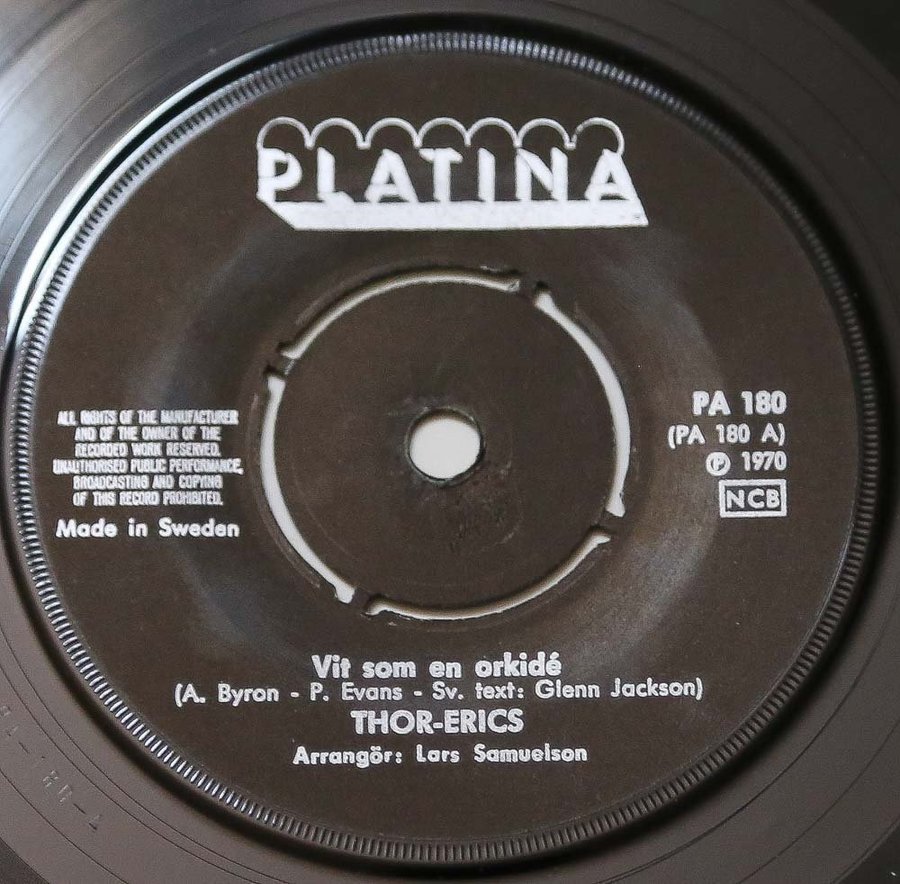 PLATINA
ALL RIGHTS OF THE MANUFACTURER
AND OF THE OWNER OF THE
RECORDED WORK RESERVED.
UNAUTHORISED PUBLIC PERFORMANCE,
BROADCASTING AND COPYING
OF THIS RECORD PROHIBITED.
Made in Sweden
PA 180
(PA 180 A)
℗ 1970
NCB
Vit som en orkidé
(A. Byron - P. Evans - Sv. text: Glenn Jackson)
THOR-ERICS
Arrangör: Lars Samuelson